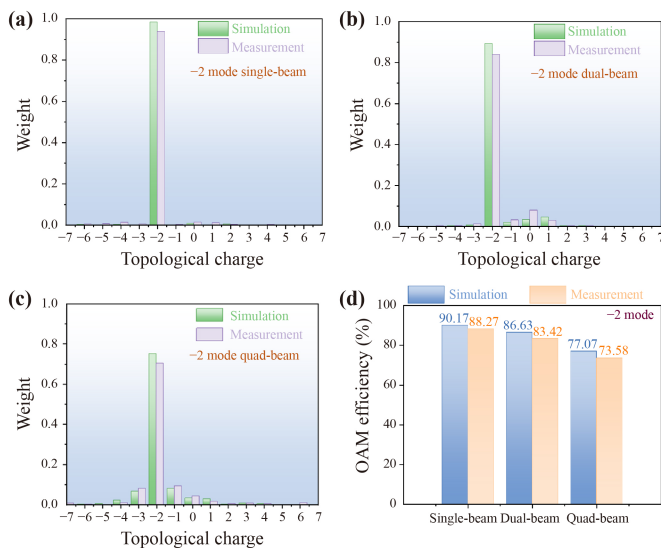 (a)
1.0
0.8
0.6
0.4
0.2
0.0
Weight
Simulation
Measurement
−2 mode single-beam
−7 −6 −5 −4 −3 −2 −1 0 1 2 3 4 5 6 7
Topological charge
(b)
1.0
0.8
0.6
0.4
0.2
0.0
Weight
Simulation
Measurement
−2 mode dual-beam
−7 −6 −5 −4 −3 −2 −1 0 1 2 3 4 5 6 7
Topological charge
(c)
1.0
0.8
0.6
0.4
0.2
0.0
Weight
Simulation
Measurement
−2 mode quad-beam
−7 −6 −5 −4 −3 −2 −1 0 1 2 3 4 5 6 7
Topological charge
(d)
Simulation Measurement
−2 mode
100
80
60
40
20
0
OAM efficiency (%)
90.17 88.27 86.63 83.42 77.07 73.58
Single-beam Dual-beam Quad-beam